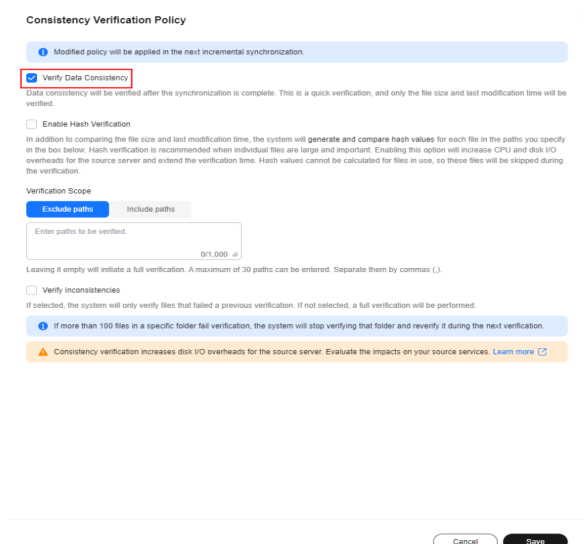 Consistency Verification Policy
Modified policy will be applied in the next incremental synchronization.
Verify Data Consistency
Data consistency will be verified after the synchronization is complete. This is a quick verification, and only the file size and last modification time will be
verified.
Enable Hash Verification
In addition to comparing the file size and last modification time, the system will generate and compare hash values for each file in the paths you specify
in the box below. Hash verification is recommended when individual files are large and important. Enabling this option will increase CPU and disk I/O
overheads for the source server and extend the verification time. Hash values cannot be calculated for files in use, so these files will be skipped during
the verification.
Verification Scope
Exclude paths Include paths
Enter paths to be verified.
0/1,000
Leaving it empty will initiate a full verification. A maximum of 30 paths can be entered. Separate them by commas (,).
Verify Inconsistencies
If selected, the system will only verify files that failed a previous verification. If not selected, a full verification will be performed.
If more than 100 files in a specific folder fail verification, the system will stop verifying that folder and reverify it during the next verification.
Consistency verification increases disk I/O overheads for the source server. Evaluate the impacts on your source services. Learn more
Cancel Save